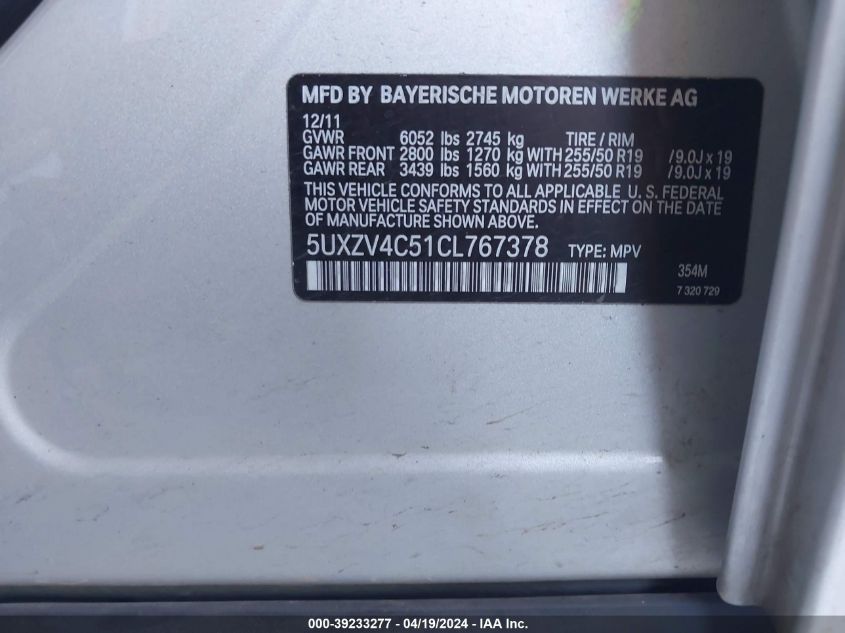 MFD BY BAYERISCHE MOTOREN WERKE AG
12/11
GVWR 6052 lbs 2745 kg TIRE / RIM
GAWR FRONT 2800 lbs 1270 kg WITH 255/50 R19 /9.0J x 19
GAWR REAR 3439 lbs 1560 kg WITH 255/50 R19 /9.0J x 19
THIS VEHICLE CONFORMS TO ALL APPLICABLE U. S. FEDERAL
MOTOR VEHICLE SAFETY STANDARDS IN EFFECT ON THE DATE
OF MANUFACTURE SHOWN ABOVE.
5UXZV4C51CL767378 TYPE: MPV
354M
7 320 729
000-39233277 - 04/19/2024 - IAAI.com